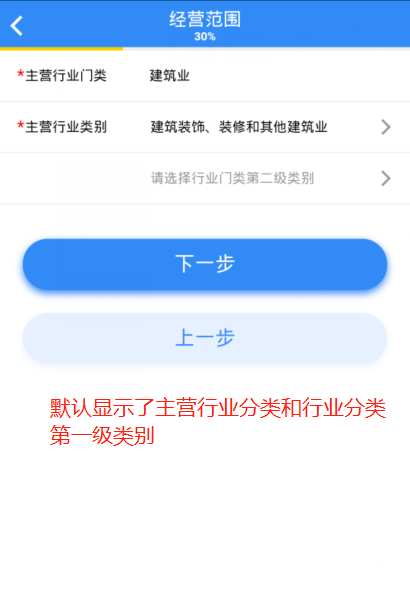 经营范围
30%
*主营行业门类 建筑业
*主营行业类别 建筑装饰、装修和其他建筑业
请选择行业门类第二级类别
下一步
上一步
默认显示了主营行业分类和行业分类
第一级类别